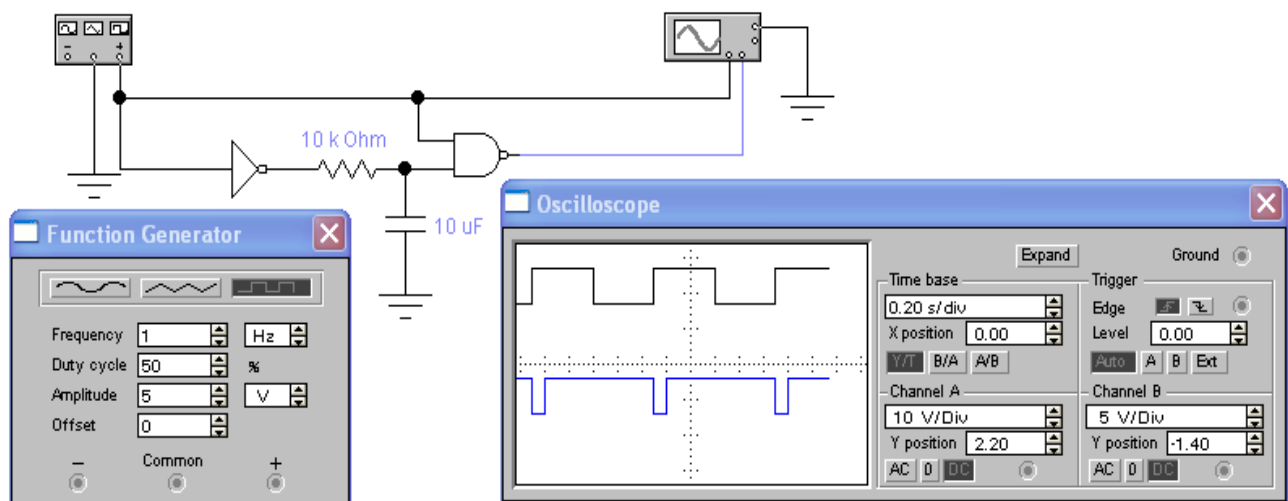 - +
10 k Ohm
10 uF
Function Generator
Frequency 1 Hz
Duty cycle 50 %
Amplitude 5 V
Offset 0
- Common +
Oscilloscope
Expand Ground
Time base Trigger
0.20 s/div Edge
X position 0.00 Level 0.00
Y/T B/A A/B Auto A B Ext
Channel A Channel B
10 V/Div 5 V/Div
Y position 2.20 Y position -1.40
AC 0 DC AC 0 DC